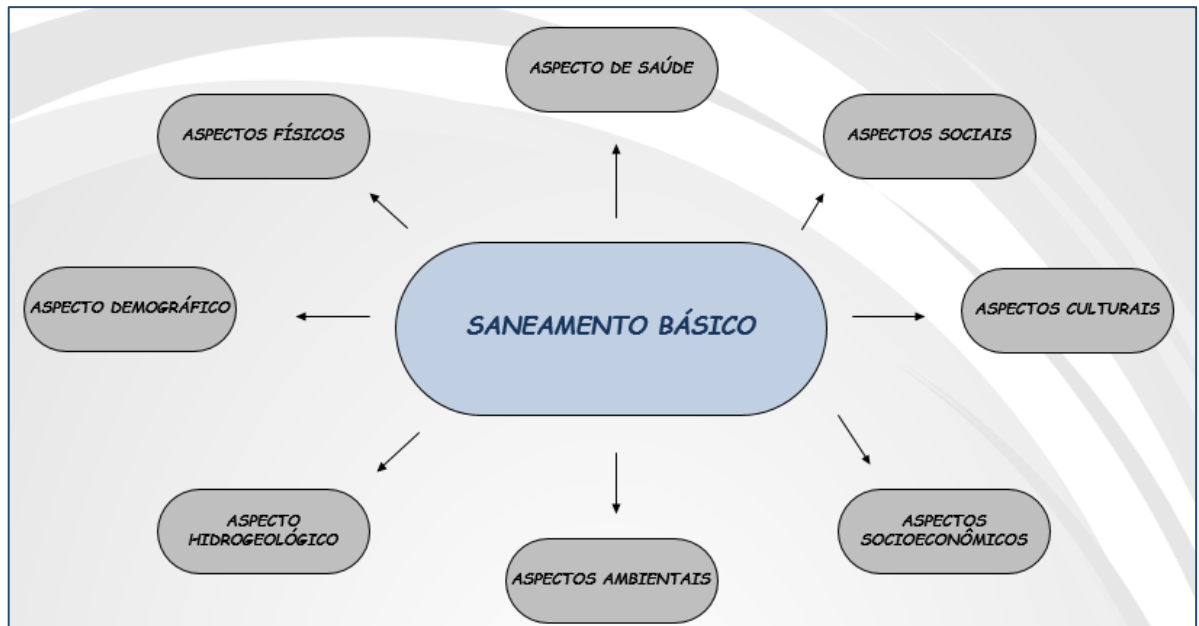 ASPECTO DE SAÚDE
ASPECTOS FÍSICOS
ASPECTOS SOCIAIS
ASPECTO DEMOGRÁFICO
SANEAMENTO BÁSICO
ASPECTOS CULTURAIS
ASPECTO
HIDROGEOLÓGICO
ASPECTOS AMBIENTAIS
ASPECTOS
SOCIOECONÔMICOS